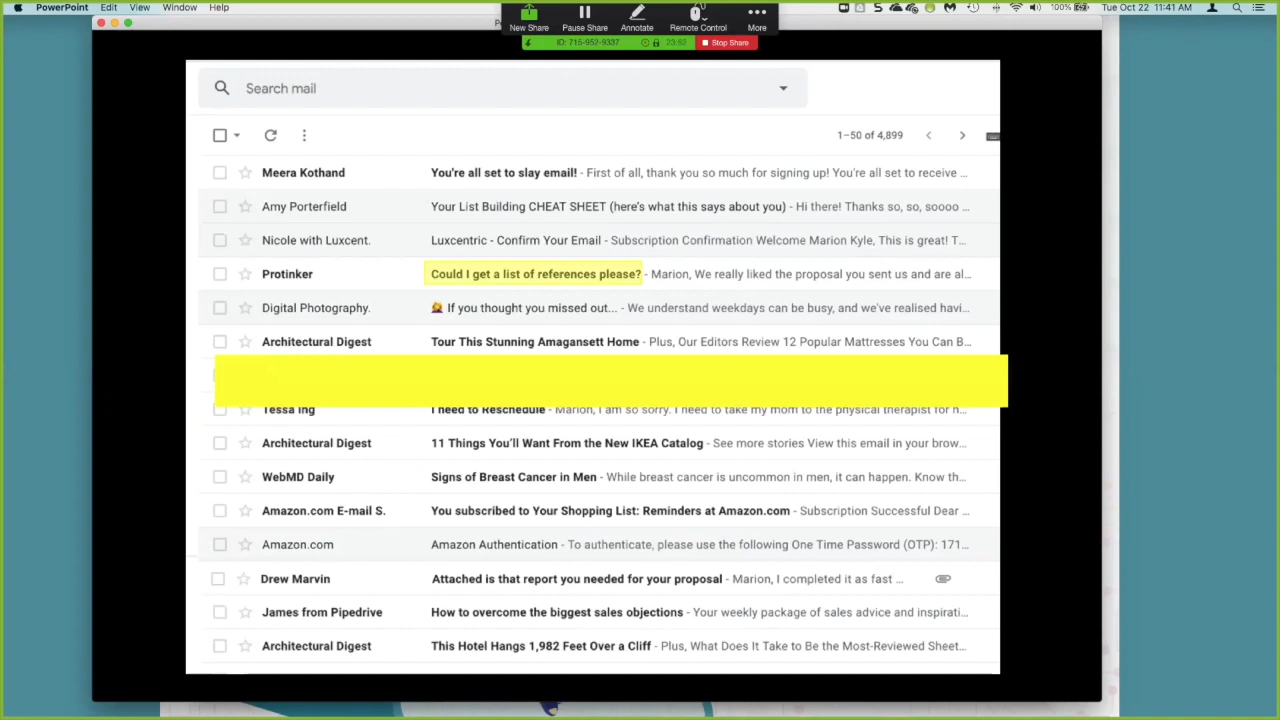 PowerPoint Edit View Window Help
100% Tue Oct 22 11:41 AM
New Share Pause Share Annotate Remote Control More
ID: 715-952-9337 Stop Share
Search mail
1–50 of 4,899
Meera Kothand You're all set to slay email! - First of all, thank you so much for signing up! You're all set to receive ...
Amy Porterfield Your List Building CHEAT SHEET (here's what this says about you) - Hi there! Thanks so, so, soooo ...
Nicole with Luxcent. Luxcentric - Confirm Your Email - Subscription Confirmation Welcome Marion Kyle, This is great! T...
Protinker Could I get a list of references please? - Marion, We really liked the proposal you sent us and are al...
Digital Photography. If you thought you missed out... - We understand weekdays can be busy, and we've realised havi...
Architectural Digest Tour This Stunning Amagansett Home - Plus, Our Editors Review 12 Popular Mattresses You Can B...
Tessa Ing I need to Reschedule - Marion, I am so sorry. I need to take my mom to the physical therapist for h...
Architectural Digest 11 Things You'll Want From the New IKEA Catalog - See more stories View this email in your brow...
WebMD Daily Signs of Breast Cancer in Men - While breast cancer is uncommon in men, it can happen. Know th...
Amazon.com E-mail S. You subscribed to Your Shopping List: Reminders at Amazon.com - Subscription Successful Dear ...
Amazon.com Amazon Authentication - To authenticate, please use the following One Time Password (OTP): 171...
Drew Marvin Attached is that report you needed for your proposal - Marion, I completed it as fast ...
James from Pipedrive How to overcome the biggest sales objections - Your weekly package of sales advice and inspirati...
Architectural Digest This Hotel Hangs 1,982 Feet Over a Cliff - Plus, What Does It Take to Be the Most-Reviewed Sheet...